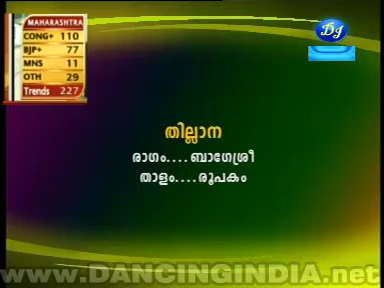 MAHARASHTRA
CONG+ 110
BJP+ 77
MNS 11
OTH 29
Trends 227
DJ
തില്ലാന
രാഗം....ബാഗേശ്രീ
താളം....രൂപകം
www.DANCINGINDIA.net